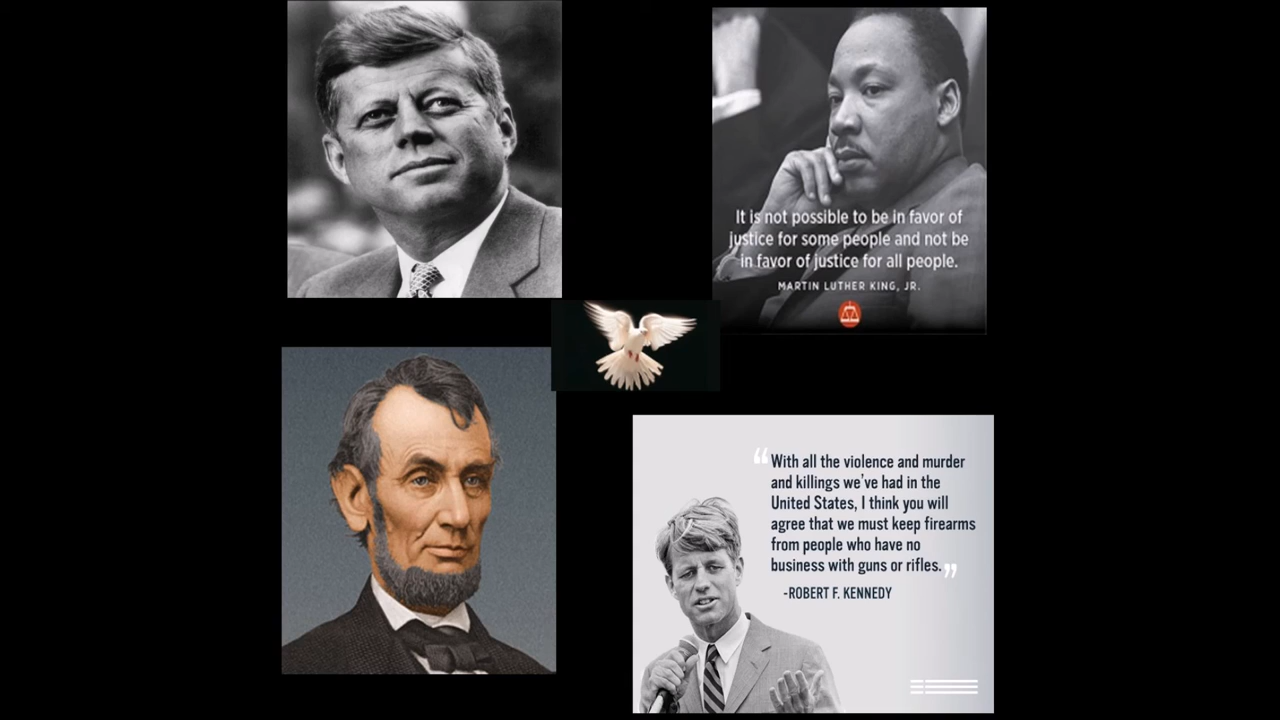 It is not possible to be in favor of
justice for some people and not be
in favor of justice for all people.
MARTIN LUTHER KING, JR.
“With all the violence and murder
and killings we've had in the
United States, I think you will
agree that we must keep firearms
from people who have no
business with guns or rifles.”
-ROBERT F. KENNEDY